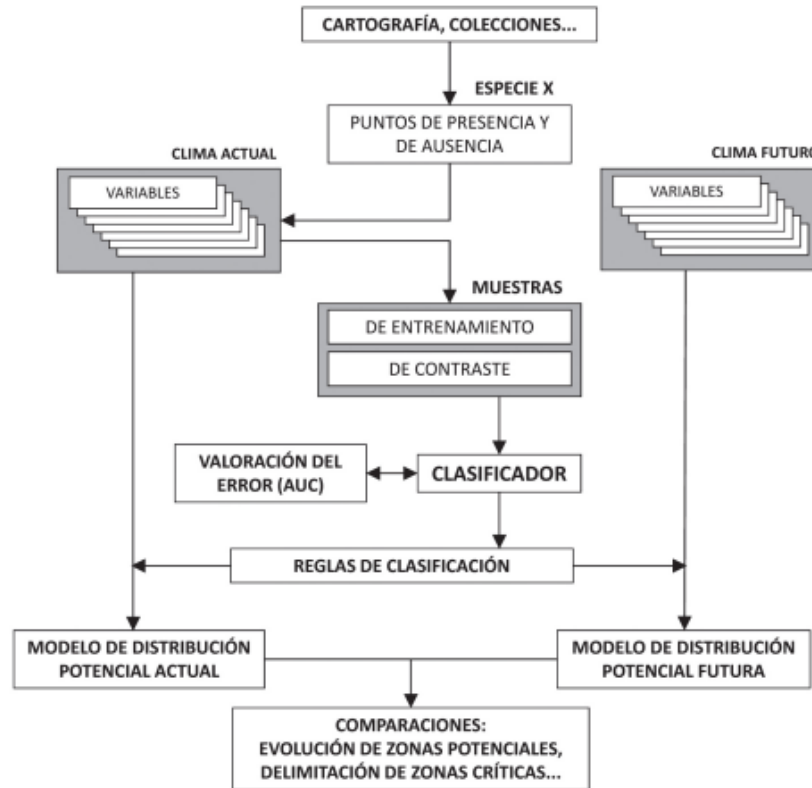 CARTOGRAFÍA, COLECCIONES...
ESPECIE X
PUNTOS DE PRESENCIA Y
DE AUSENCIA
CLIMA ACTUAL
VARIABLES
CLIMA FUTURO
VARIABLES
MUESTRAS
DE ENTRENAMIENTO
DE CONTRASTE
VALORACIÓN DEL
ERROR (AUC)
CLASIFICADOR
REGLAS DE CLASIFICACIÓN
MODELO DE DISTRIBUCIÓN
POTENCIAL ACTUAL
MODELO DE DISTRIBUCIÓN
POTENCIAL FUTURA
COMPARACIONES:
EVOLUCIÓN DE ZONAS POTENCIALES,
DELIMITACIÓN DE ZONAS CRÍTICAS...